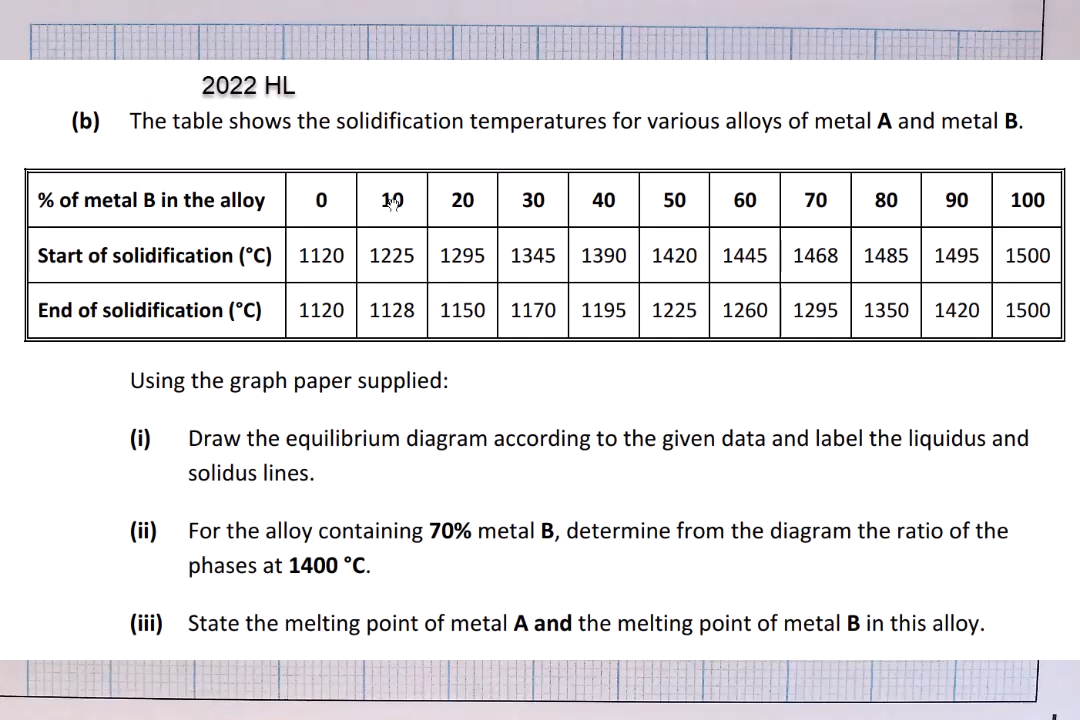 2022 HL
(b) The table shows the solidification temperatures for various alloys of metal A and metal B.
% of metal B in the alloy 0 10 20 30 40 50 60 70 80 90 100
Start of solidification (°C) 1120 1225 1295 1345 1390 1420 1445 1468 1485 1495 1500
End of solidification (°C) 1120 1128 1150 1170 1195 1225 1260 1295 1350 1420 1500
Using the graph paper supplied:
(i) Draw the equilibrium diagram according to the given data and label the liquidus and
solidus lines.
(ii) For the alloy containing 70% metal B, determine from the diagram the ratio of the
phases at 1400 °C.
(iii) State the melting point of metal A and the melting point of metal B in this alloy.